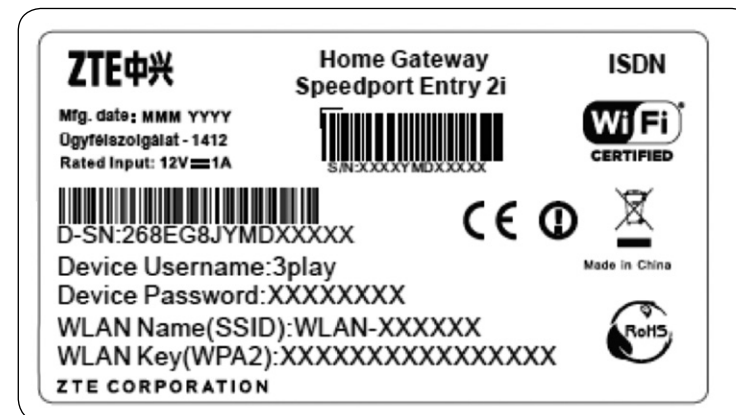 ZTE中兴
Home Gateway
Speedport Entry 2i
ISDN
Mfg. date: MMM YYYY
Ügyfélszolgálat - 1412
Rated Input: 12V⎓1A
S/N:XXXXYMDXXXXX
WiFi
CERTIFIED
D-SN:268EG8JYMDXXXXX
CE
Made in China
Device Username:3play
Device Password:XXXXXXXX
WLAN Name(SSID):WLAN-XXXXXX
WLAN Key(WPA2):XXXXXXXXXXXXXXXX
RoHS
ZTE CORPORATION